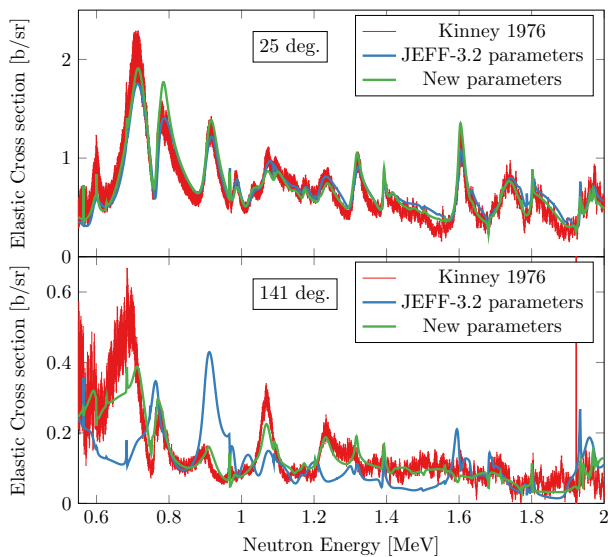 25 deg.
Kinney 1976
JEFF-3.2 parameters
New parameters
Elastic Cross section [b/sr]
2
1
0
141 deg.
Kinney 1976
JEFF-3.2 parameters
New parameters
Elastic Cross section [b/sr]
0.6
0.4
0.2
0
0.6 0.8 1 1.2 1.4 1.6 1.8 2
Neutron Energy [MeV]